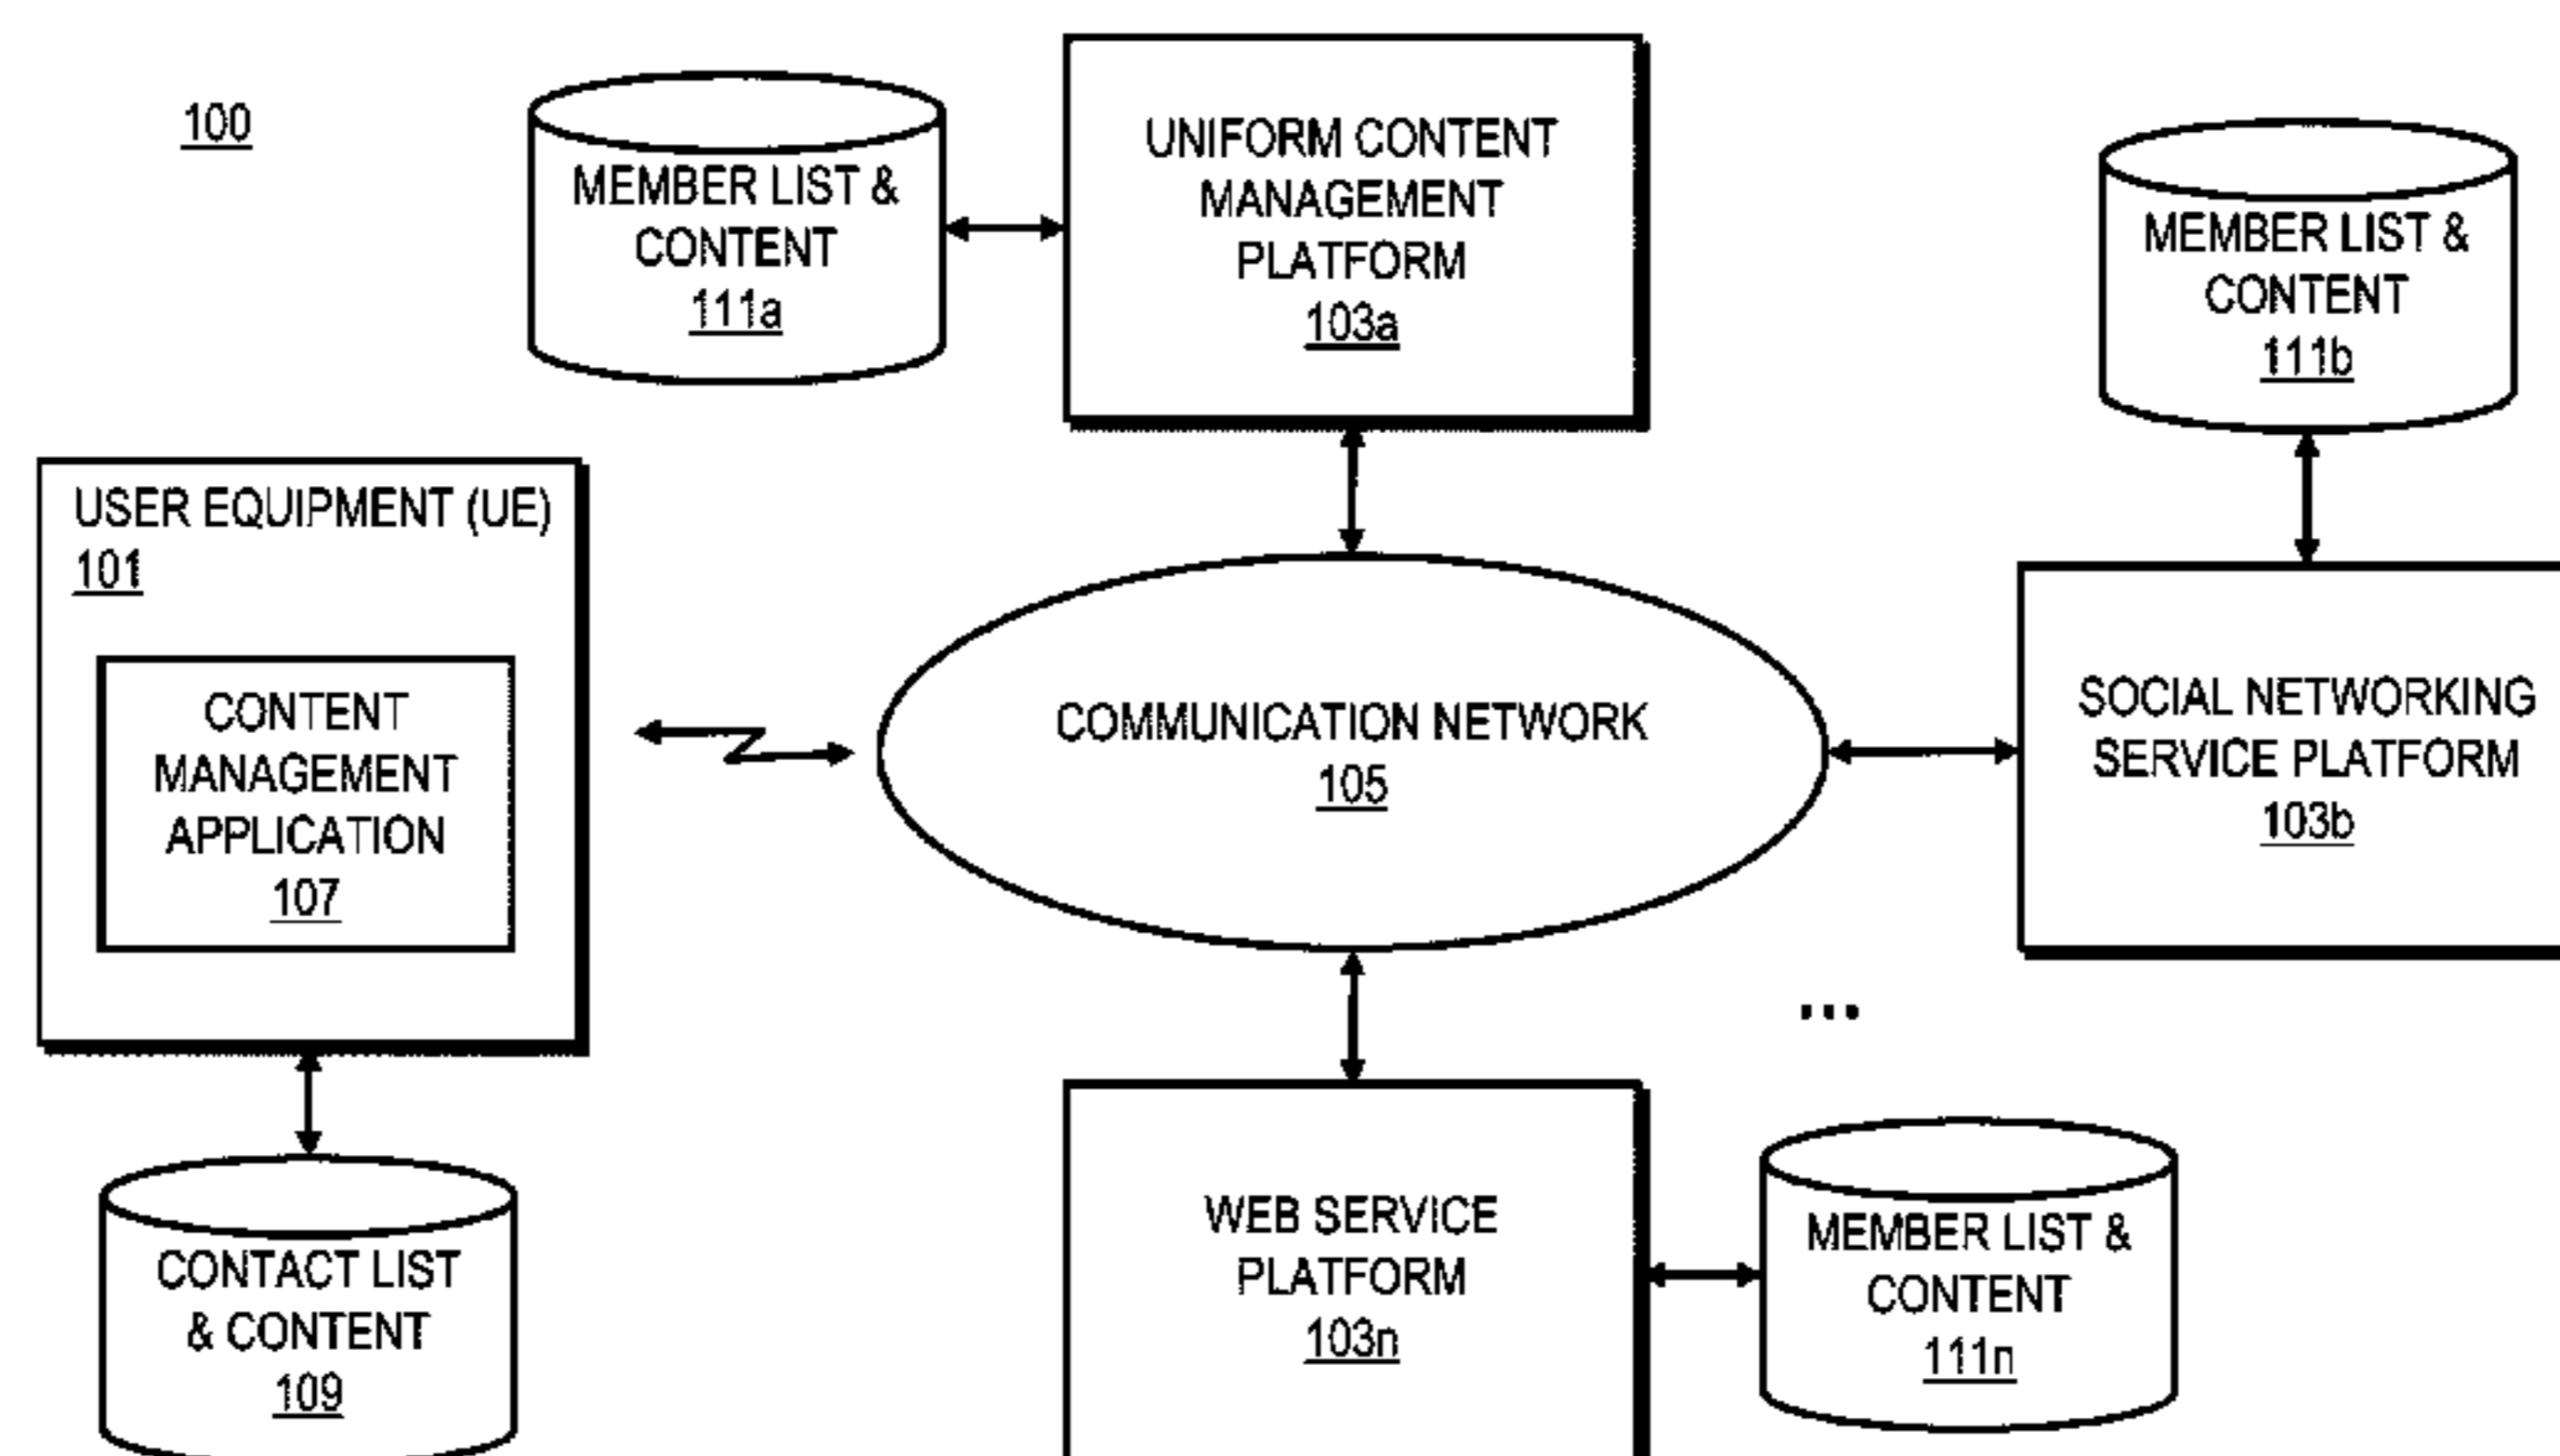 100
MEMBER LIST &
CONTENT
111a
UNIFORM CONTENT
MANAGEMENT
PLATFORM
103a
MEMBER LIST &
CONTENT
111b
USER EQUIPMENT (UE)
101
CONTENT
MANAGEMENT
APPLICATION
107
COMMUNICATION NETWORK
105
SOCIAL NETWORKING
SERVICE PLATFORM
103b
...
CONTACT LIST
& CONTENT
109
WEB SERVICE
PLATFORM
103n
MEMBER LIST &
CONTENT
111n